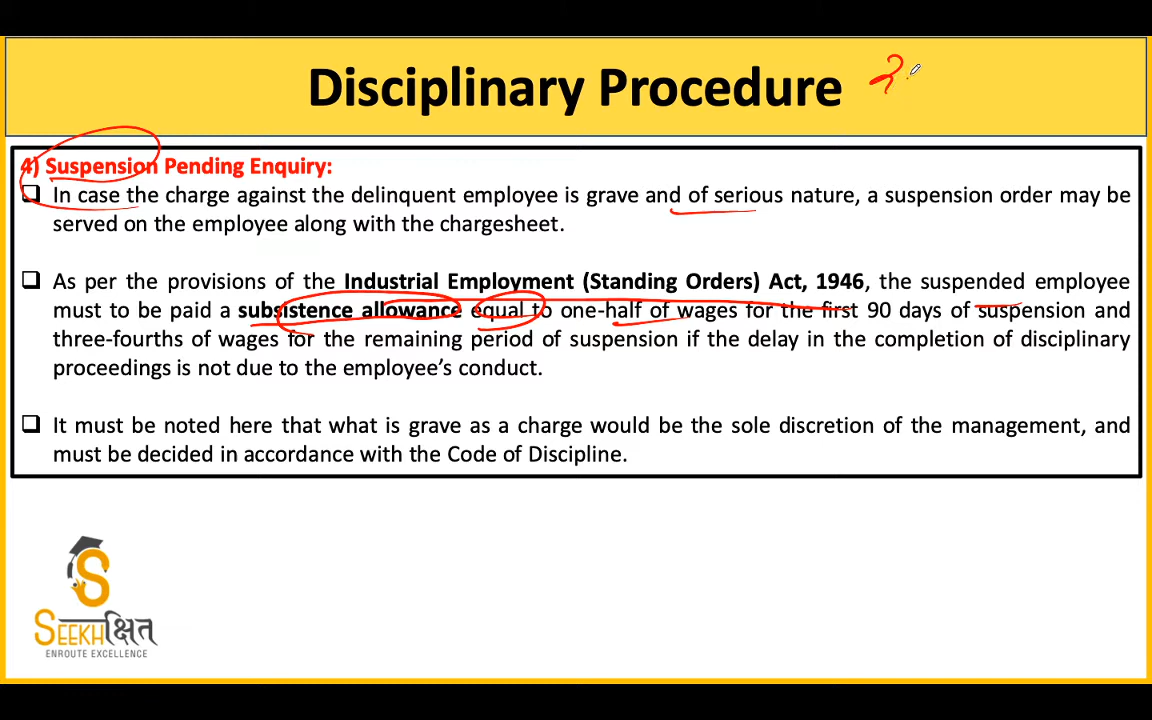 Disciplinary Procedure
4) Suspension Pending Enquiry:
❑ In case the charge against the delinquent employee is grave and of serious nature, a suspension order may be
served on the employee along with the chargesheet.
❑ As per the provisions of the Industrial Employment (Standing Orders) Act, 1946, the suspended employee
must to be paid a subsistence allowance equal to one-half of wages for the first 90 days of suspension and
three-fourths of wages for the remaining period of suspension if the delay in the completion of disciplinary
proceedings is not due to the employee’s conduct.
❑ It must be noted here that what is grave as a charge would be the sole discretion of the management, and
must be decided in accordance with the Code of Discipline.
SEEKHक्षित
ENROUTE EXCELLENCE